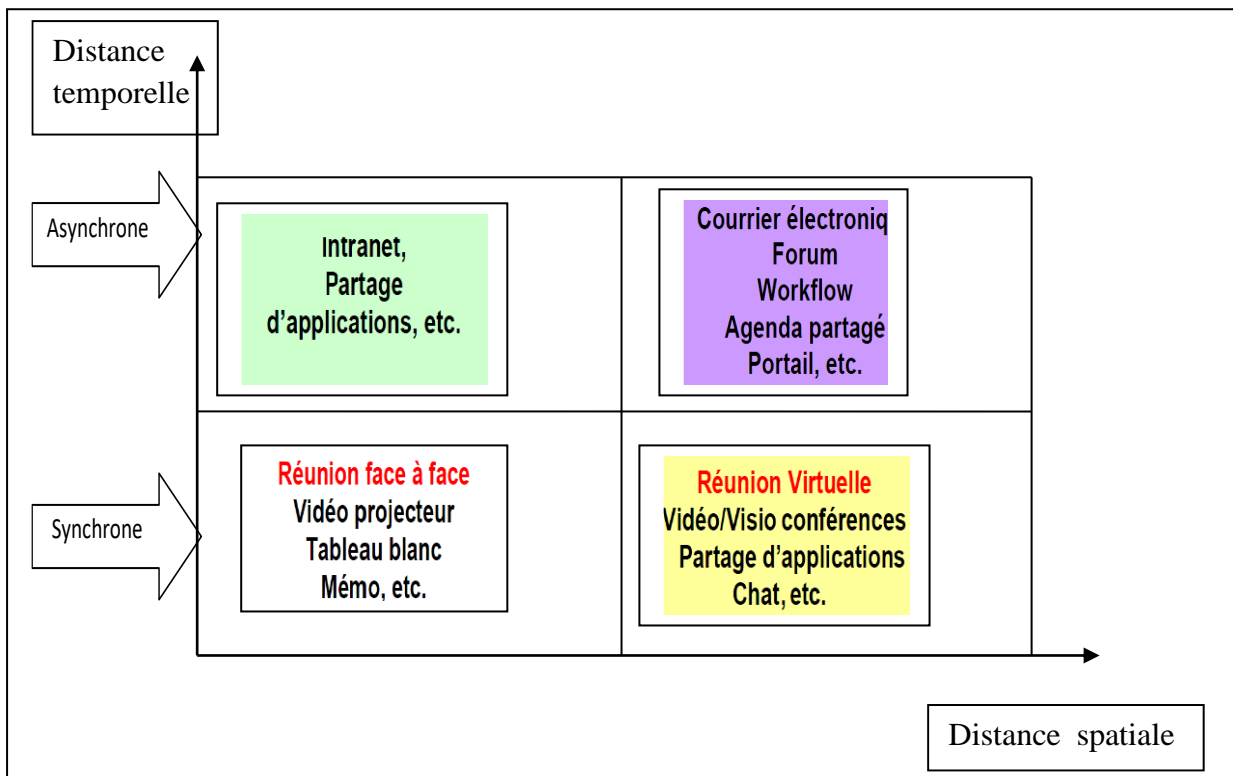 Distance
temporelle
Asynchrone
Intranet,
Partage
d'applications, etc.
Courrier électroniq
Forum
Workflow
Agenda partagé
Portail, etc.
Synchrone
Réunion face à face
Vidéo projecteur
Tableau blanc
Mémo, etc.
Réunion Virtuelle
Vidéo/Visio conférences
Partage d'applications
Chat, etc.
Distance spatiale